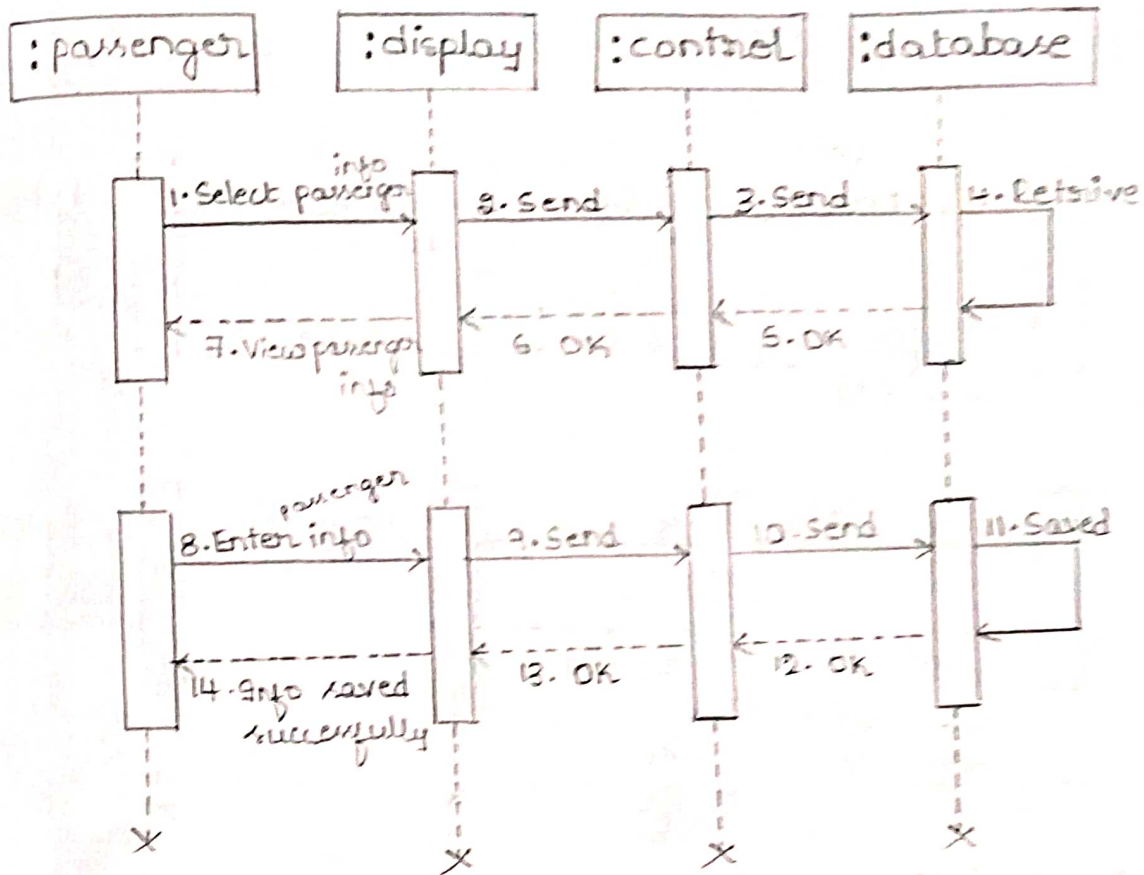 :passenger
:display
:control
:database
info
1. Select passenger
2. Send
3. Send
4. Retsive
7. View passenger
info
6. OK
5. OK
passenger
8. Enter info
9. Send
10. Send
11. Saved
14. Info saved
successfully
13. OK
12. OK